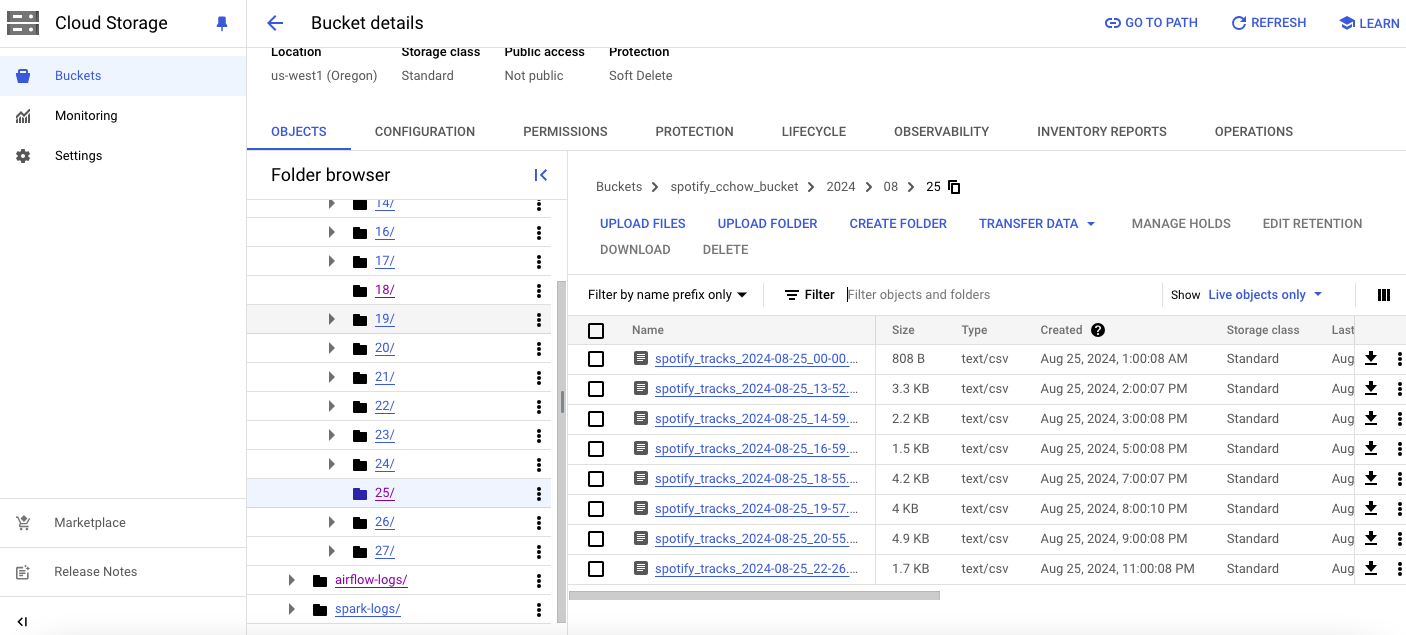 Cloud Storage
Bucket details
GO TO PATH
REFRESH
LEARN
Buckets
Monitoring
Settings
Marketplace
Release Notes
Location Storage class Public access Protection
us-west1 (Oregon) Standard Not public Soft Delete
OBJECTS CONFIGURATION PERMISSIONS PROTECTION LIFECYCLE OBSERVABILITY INVENTORY REPORTS OPERATIONS
Folder browser
14/
16/
17/
18/
19/
20/
21/
22/
23/
24/
25/
26/
27/
airflow-logs/
spark-logs/
Buckets > spotify_cchow_bucket > 2024 > 08 > 25
UPLOAD FILES UPLOAD FOLDER CREATE FOLDER TRANSFER DATA MANAGE HOLDS EDIT RETENTION
DOWNLOAD DELETE
Filter by name prefix only Filter Filter objects and folders Show Live objects only
Name Size Type Created ? Storage class Last
spotify_tracks_2024-08-25_00-00.... 808 B text/csv Aug 25, 2024, 1:00:08 AM Standard Aug
spotify_tracks_2024-08-25_13-52.... 3.3 KB text/csv Aug 25, 2024, 2:00:07 PM Standard Aug
spotify_tracks_2024-08-25_14-59.... 2.2 KB text/csv Aug 25, 2024, 3:00:08 PM Standard Aug
spotify_tracks_2024-08-25_16-59.... 1.5 KB text/csv Aug 25, 2024, 5:00:08 PM Standard Aug
spotify_tracks_2024-08-25_18-55.... 4.2 KB text/csv Aug 25, 2024, 7:00:07 PM Standard Aug
spotify_tracks_2024-08-25_19-57.... 4 KB text/csv Aug 25, 2024, 8:00:10 PM Standard Aug
spotify_tracks_2024-08-25_20-55.... 4.9 KB text/csv Aug 25, 2024, 9:00:08 PM Standard Aug
spotify_tracks_2024-08-25_22-26.... 1.7 KB text/csv Aug 25, 2024, 11:00:08 PM Standard Aug